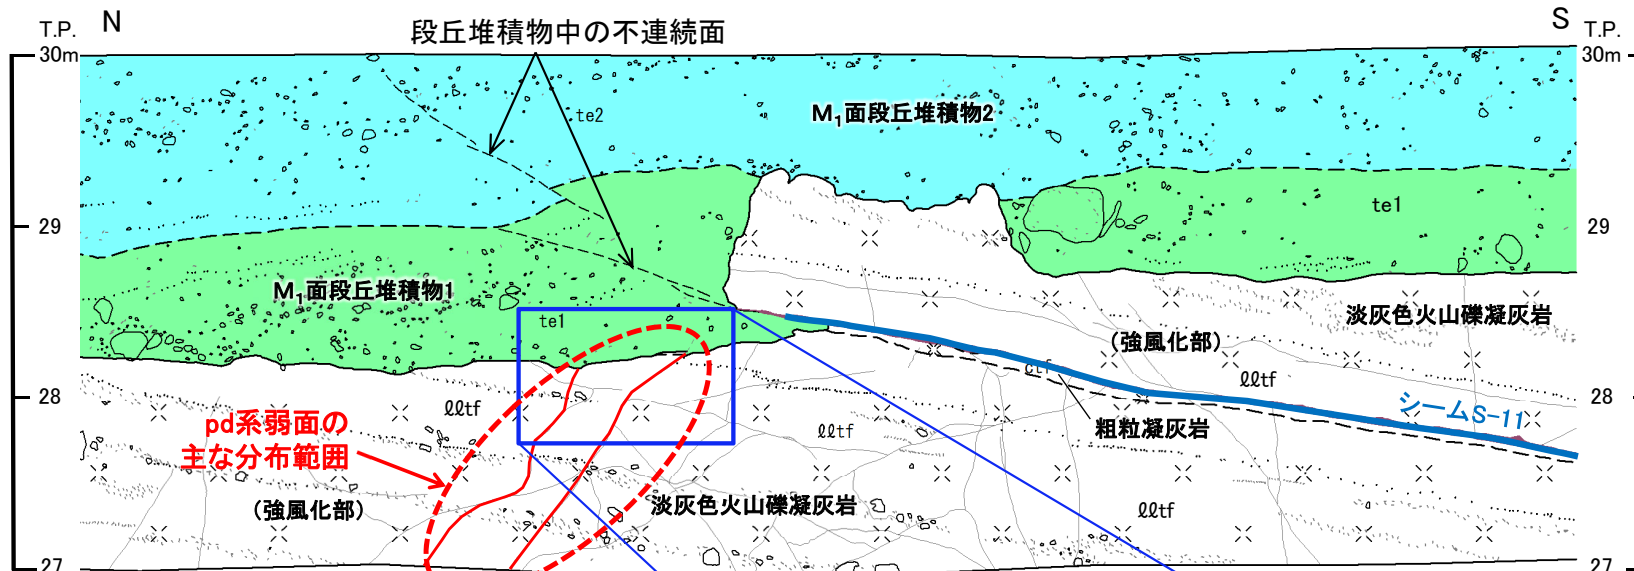 T.P.
N
段丘堆積物中の不連続面
S
T.P.
30m
30m
te2
M₁面段丘堆積物2
te1
29
29
M₁面段丘堆積物1
te1
淡灰色火山礫凝灰岩
(強風化部)
ctf
ℓℓtf
28
28
ℓℓtf
シームS-11
pd系弱面の
主な分布範囲
ℓℓtf
粗粒凝灰岩
(強風化部)
淡灰色火山礫凝灰岩
ℓℓtf
27
27